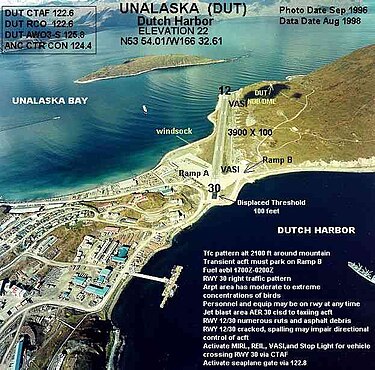 UNALASKA (DUT)
Dutch Harbor
ELEVATION 22
N53 54.01/W166 32.61
DUT CTAF 122.6
DUT RCO 122.6
DUT AWO3-S 125.8
ANC CTR CON 124.4
Photo Date Sep 1996
Data Date Aug 1998
12
VASI
DUT
NDB/DME
UNALASKA BAY
windsock
3900 X 100
Ramp A
VASI
Ramp B
30
Displaced Threshold
100 feet
DUTCH HARBOR
Tfc pattern alt 2100 ft around mountain
Transient acft must park on Ramp B
Fuel avbl 1700Z-0200Z
RWY 30 right traffic pattern
Arpt area has moderate to extreme
concentrations of birds
Personnel and equip may be on rwy at any time
Jet blast area AER 30 clsd to taxiing acft
RWY 12/30 numerous ruts and asphalt debris
RWY 12/30 cracked, spalling may impair directional
control of acft
Activate MIRL, REIL, VASI,and Stop Light for vehicle
crossing RWY 30 via CTAF
Activate seaplane gate via 122.8